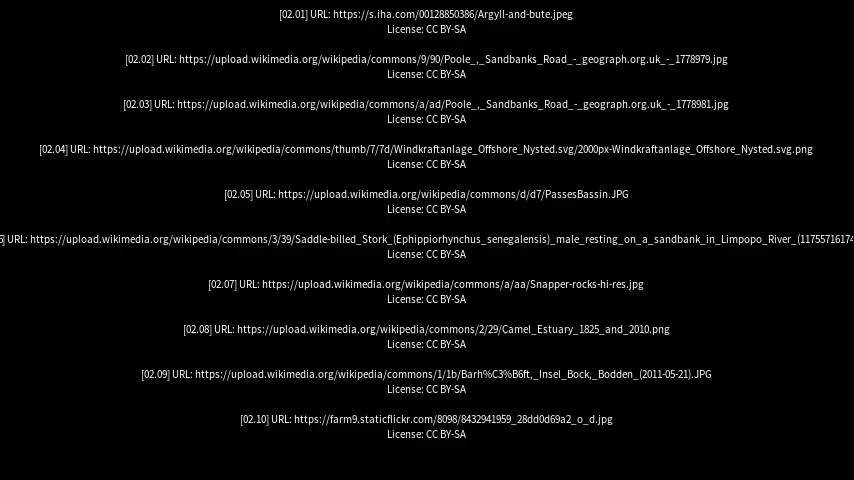 [02.01] URL: https://s.iha.com/00128850386/Argyll-and-bute.jpeg
License: CC BY-SA
[02.02] URL: https://upload.wikimedia.org/wikipedia/commons/9/90/Poole_,_Sandbanks_Road_-_geograph.org.uk_-_1778979.jpg
License: CC BY-SA
[02.03] URL: https://upload.wikimedia.org/wikipedia/commons/a/ad/Poole_,_Sandbanks_Road_-_geograph.org.uk_-_1778981.jpg
License: CC BY-SA
[02.04] URL: https://upload.wikimedia.org/wikipedia/commons/thumb/7/7d/Windkraftanlage_Offshore_Nysted.svg/2000px-Windkraftanlage_Offshore_Nysted.svg.png
License: CC BY-SA
[02.05] URL: https://upload.wikimedia.org/wikipedia/commons/d/d7/PassesBassin.JPG
License: CC BY-SA
6] URL: https://upload.wikimedia.org/wikipedia/commons/3/39/Saddle-billed_Stork_(Ephippiorhynchus_senegalensis)_male_resting_on_a_sandbank_in_Limpopo_River_(11755716174
License: CC BY-SA
[02.07] URL: https://upload.wikimedia.org/wikipedia/commons/a/aa/Snapper-rocks-hi-res.jpg
License: CC BY-SA
[02.08] URL: https://upload.wikimedia.org/wikipedia/commons/2/29/Camel_Estuary_1825_and_2010.png
License: CC BY-SA
[02.09] URL: https://upload.wikimedia.org/wikipedia/commons/1/1b/Barh%C3%B6ft,_Insel_Bock,_Bodden_(2011-05-21).JPG
License: CC BY-SA
[02.10] URL: https://farm9.staticflickr.com/8098/8432941959_28dd0d69a2_o_d.jpg
License: CC BY-SA